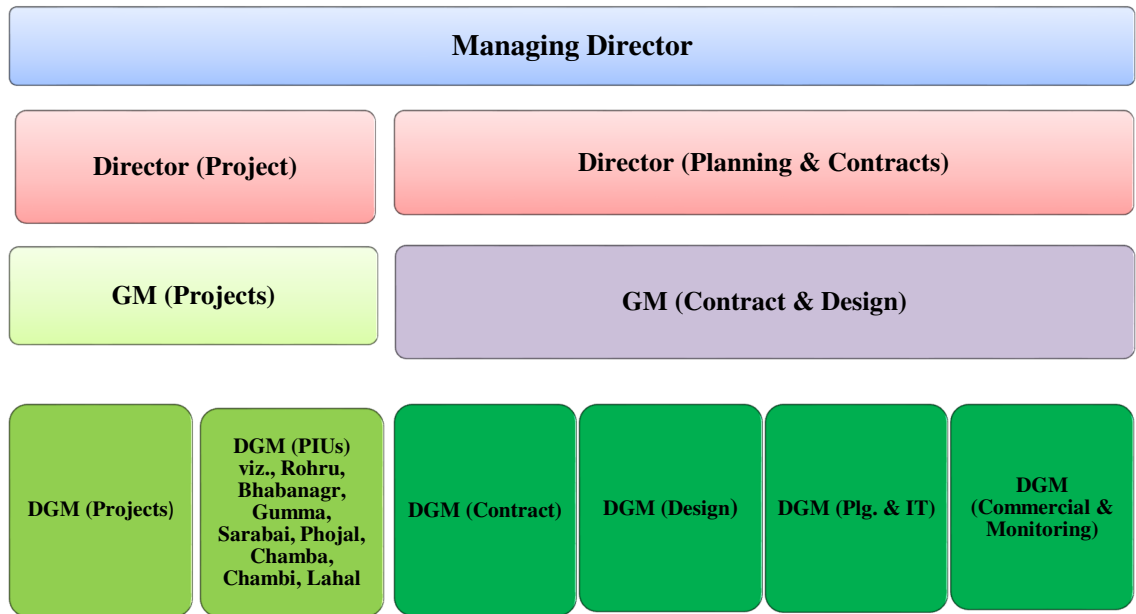 Managing Director
Director (Project)
Director (Planning & Contracts)
GM (Projects)
GM (Contract & Design)
DGM (Projects)
DGM (PIUs)
viz., Rohru,
Bhabanagr,
Gumma,
Sarabai, Phojal,
Chamba,
Chambi, Lahal
DGM (Contract)
DGM (Design)
DGM (Plg. & IT)
DGM
(Commercial &
Monitoring)